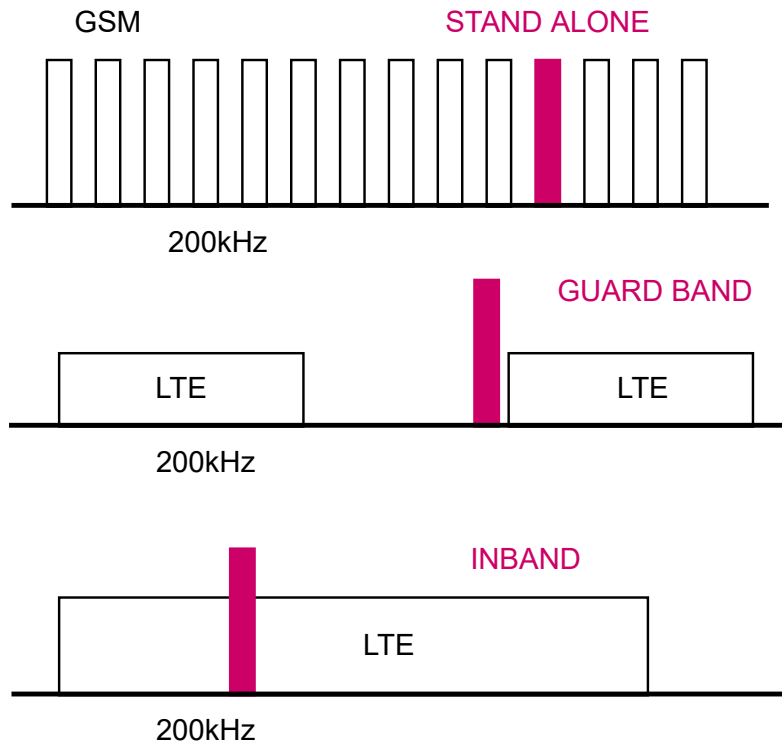 GSM
STAND ALONE
200kHz
GUARD BAND
LTE
LTE
200kHz
INBAND
LTE
200kHz